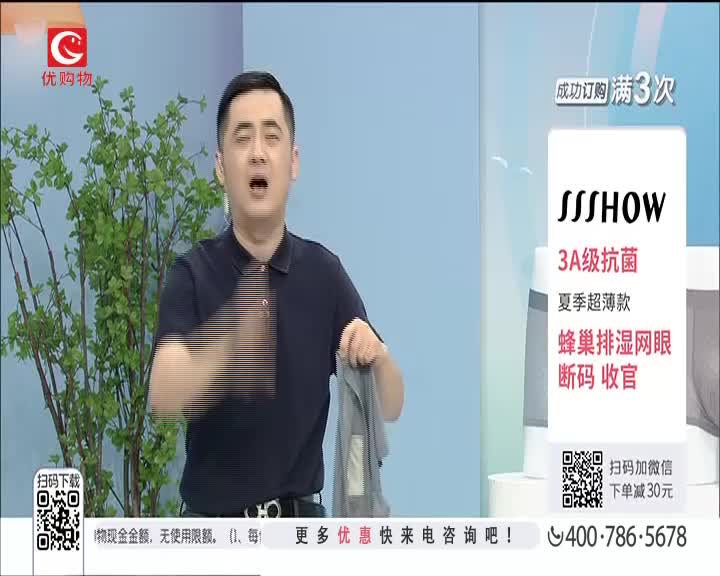 优购物
成功订购 满3次
SSSHOW
3A级抗菌
夏季超薄款
蜂巢排湿网眼
断码 收官
扫码加微信
下单减30元
扫码下载
物现金金额，无使用限额。（1、每
更多优惠快来电咨询吧！
400-786-5678